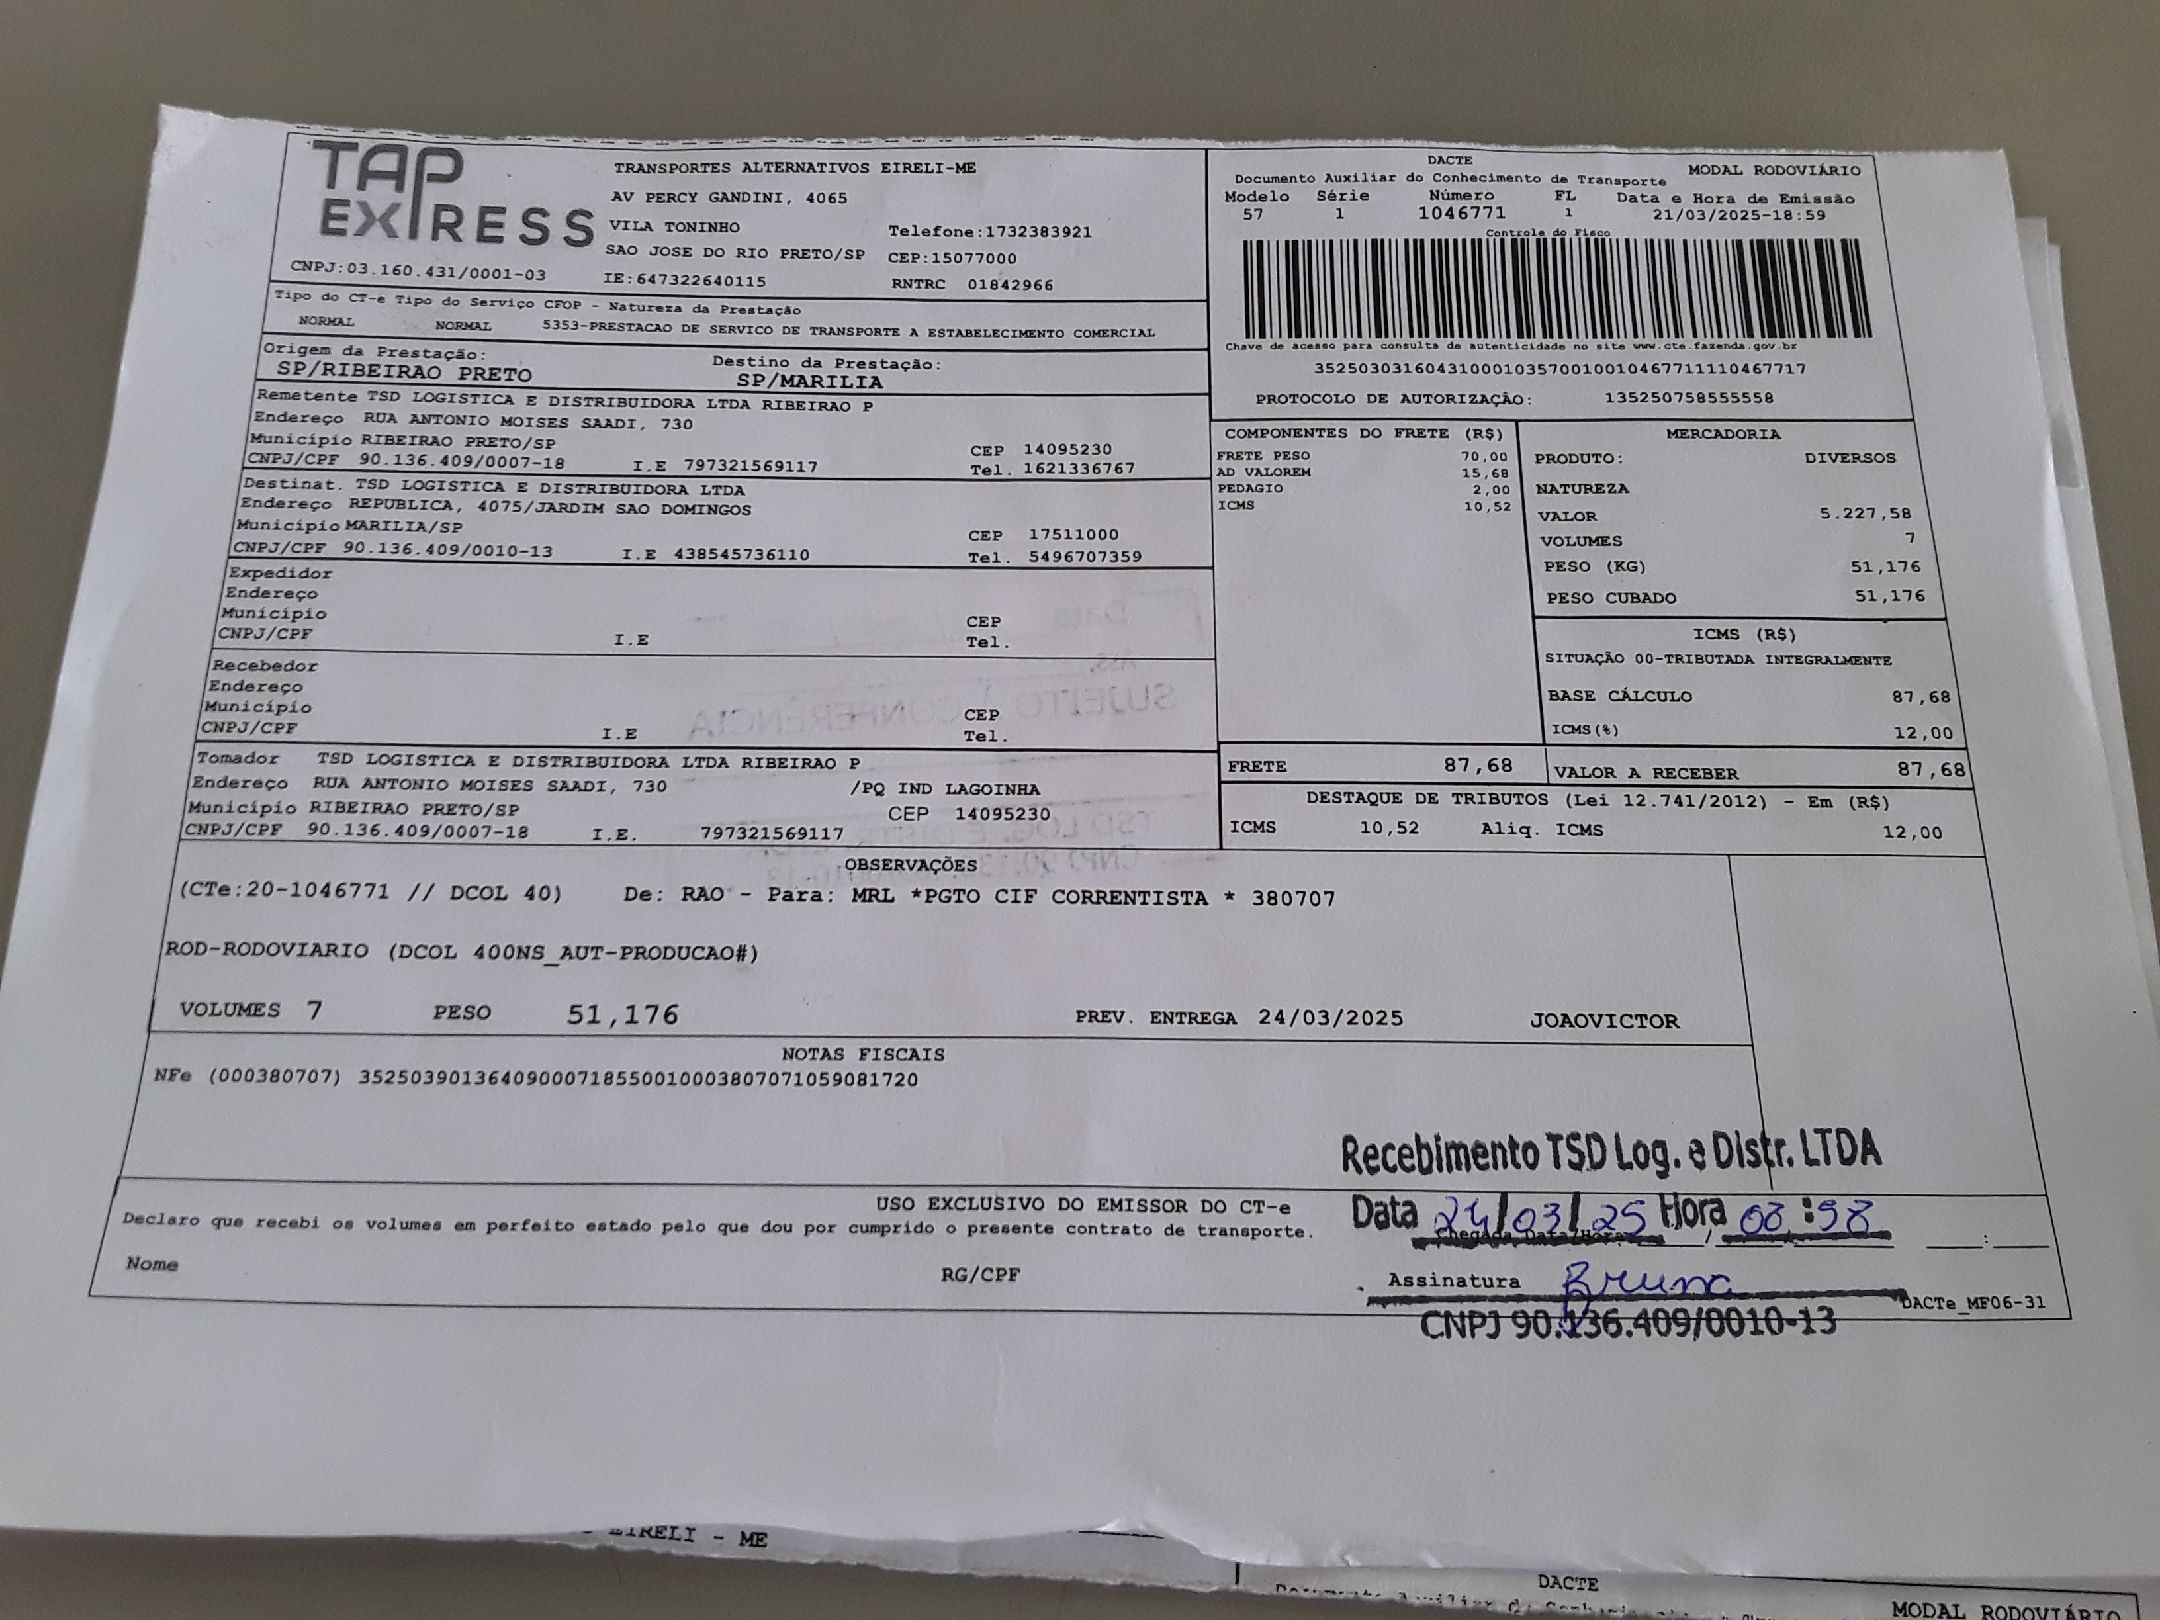 TAP EXPRESS
TRANSPORTES ALTERNATIVOS EIRELI-ME
AV PERCY GANDINI, 4065
VILA TONINHO Telefone:1732383921
SAO JOSE DO RIO PRETO/SP CEP:15077000
CNPJ:03.160.431/0001-03 IE:647322640115 RNTRC 01842966
Tipo do CT-e Tipo do Serviço CFOP - Natureza da Prestação
NORMAL NORMAL 5353-PRESTACAO DE SERVICO DE TRANSPORTE A ESTABELECIMENTO COMERCIAL
Origem da Prestação: Destino da Prestação:
SP/RIBEIRAO PRETO SP/MARILIA
Remetente TSD LOGISTICA E DISTRIBUIDORA LTDA RIBEIRAO P
Endereço RUA ANTONIO MOISES SAADI, 730
Município RIBEIRAO PRETO/SP CEP 14095230
CNPJ/CPF 90.136.409/0007-18 I.E 797321569117 Tel. 1621336767
Destinat. TSD LOGISTICA E DISTRIBUIDORA LTDA
Endereço REPUBLICA, 4075/JARDIM SAO DOMINGOS
Município MARILIA/SP CEP 17511000
CNPJ/CPF 90.136.409/0010-13 I.E 438545736110 Tel. 5496707359
Expedidor
Endereço
Município CEP
CNPJ/CPF I.E Tel.
Recebedor
Endereço
Município CEP
CNPJ/CPF I.E Tel.
Tomador TSD LOGISTICA E DISTRIBUIDORA LTDA RIBEIRAO P
Endereço RUA ANTONIO MOISES SAADI, 730 /PQ IND LAGOINHA
Município RIBEIRAO PRETO/SP CEP 14095230
CNPJ/CPF 90.136.409/0007-18 I.E. 797321569117
DACTE MODAL RODOVIÁRIO
Documento Auxiliar do Conhecimento de Transporte
Modelo Série Número FL Data e Hora de Emissão
57 1 1046771 1 21/03/2025-18:59
Controle do Fisco
Chave de acesso para consulta de autenticidade no site www.cte.fazenda.gov.br
35250303160431000103570010010467711110467717
PROTOCOLO DE AUTORIZAÇÃO: 135250758555558
COMPONENTES DO FRETE (R$)
FRETE PESO 70,00
AD VALOREM 15,68
PEDAGIO 2,00
ICMS 10,52
MERCADORIA
PRODUTO: DIVERSOS
NATUREZA
VALOR 5.227,58
VOLUMES 7
PESO (KG) 51,176
PESO CUBADO 51,176
ICMS (R$)
SITUAÇÃO 00-TRIBUTADA INTEGRALMENTE
BASE CÁLCULO 87,68
ICMS(%) 12,00
FRETE 87,68 VALOR A RECEBER 87,68
DESTAQUE DE TRIBUTOS (Lei 12.741/2012) - Em (R$)
ICMS 10,52 Aliq. ICMS 12,00
OBSERVAÇÕES
(CTe:20-1046771 // DCOL 40) De: RAO - Para: MRL *PGTO CIF CORRENTISTA * 380707
ROD-RODOVIARIO (DCOL 400NS_AUT-PRODUCAO#)
VOLUMES 7 PESO 51,176 PREV. ENTREGA 24/03/2025 JOAOVICTOR
NOTAS FISCAIS
NFe (000380707) 35250390136409000718550010003807071059081720
Recebimento TSD Log. e Distr. LTDA
USO EXCLUSIVO DO EMISSOR DO CT-e
Declaro que recebi os volumes em perfeito estado pelo que dou por cumprido o presente contrato de transporte.
Data 24/03/25 Hora 08:58
Chegada Data/Hora
Nome RG/CPF Assinatura Bruna
DACTe_MF06-31
CNPJ 90.136.409/0010-13
EIRELI - ME
DACTE
MODAL RODOVIÁRIO